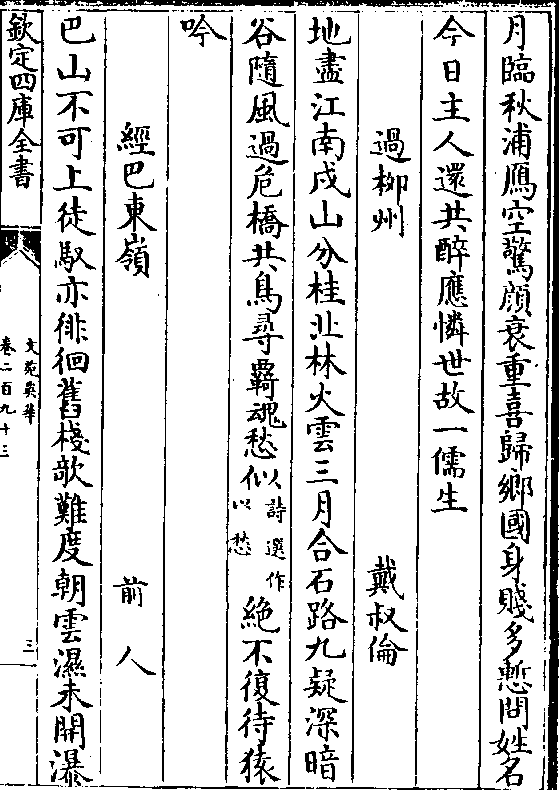 月臨秋浦鴈空驚顔衰重喜歸鄉國身賤多慙問姓名
今日主人還共醉應憐世故一儒生
過柳州 戴叔倫
地盡江南戍山分桂北林火雲三月合石路九疑深暗
谷隨風過危橋共鳥尋羇魂愁似詩選作以愁絶不復待猿
吟
經巴東嶺 前人
巴山不可上徒馭亦徘徊舊棧歌難度朝雲濕未開瀑
欽定四庫全書
文苑英華
卷二百九十三
三